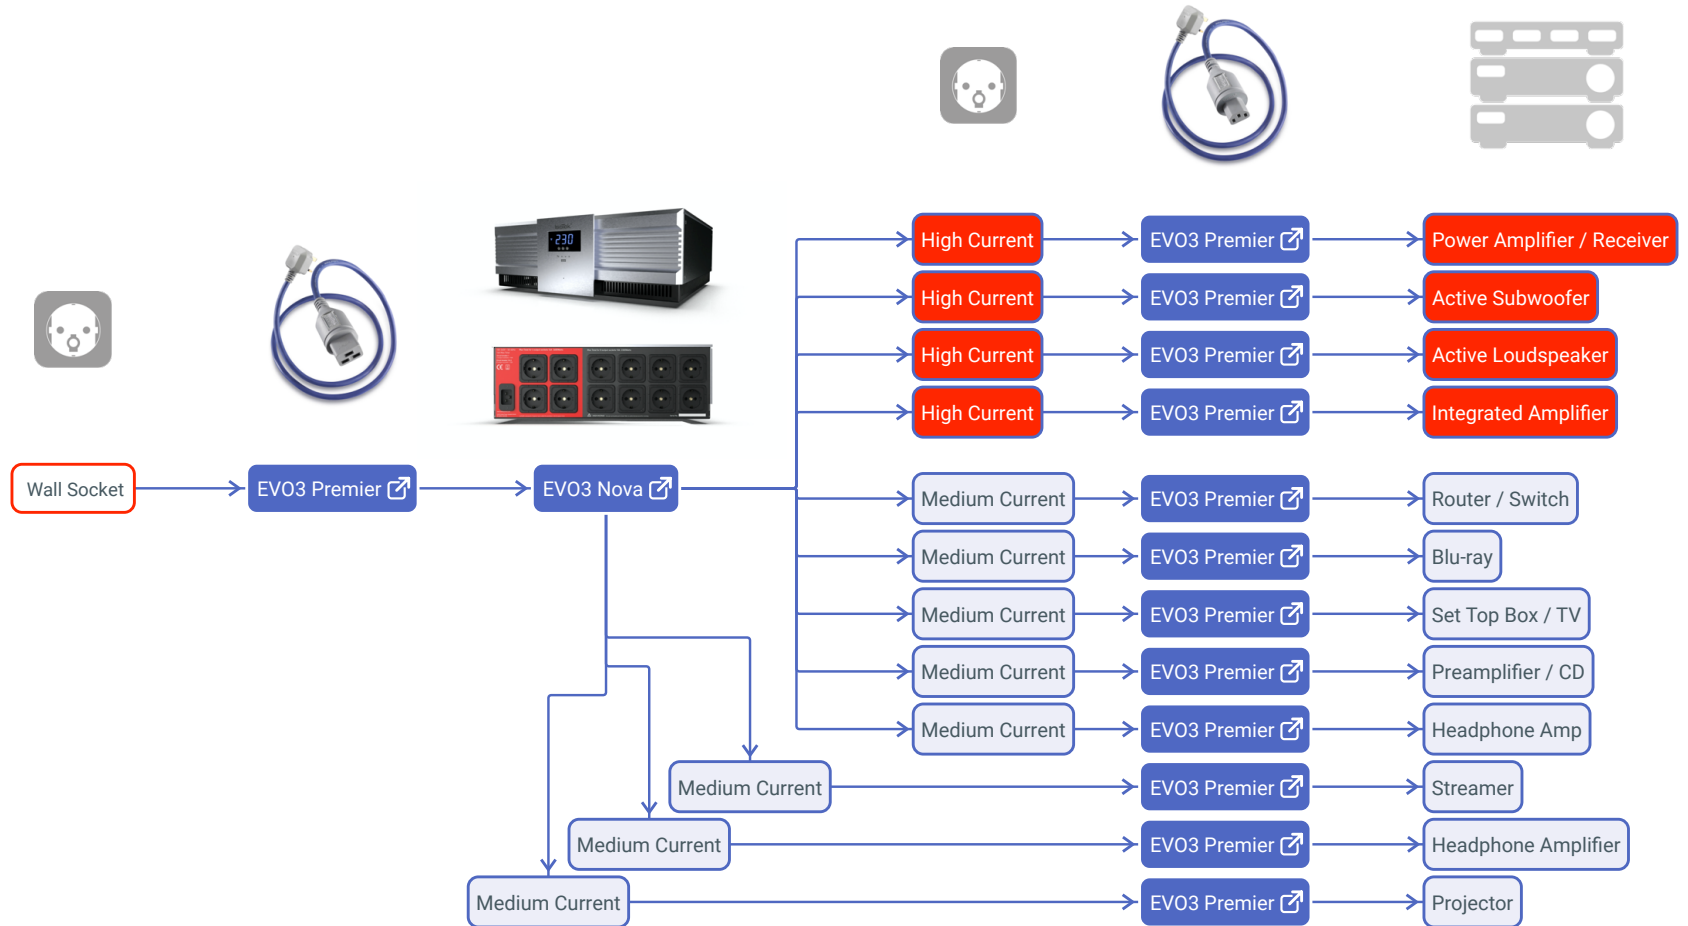 230
High Current
EVO3 Premier
Power Amplifier / Receiver
High Current
EVO3 Premier
Active Subwoofer
High Current
EVO3 Premier
Active Loudspeaker
High Current
EVO3 Premier
Integrated Amplifier
Wall Socket
EVO3 Premier
EVO3 Nova
Medium Current
EVO3 Premier
Router / Switch
Medium Current
EVO3 Premier
Blu-ray
Medium Current
EVO3 Premier
Set Top Box / TV
Medium Current
EVO3 Premier
Preamplifier / CD
Medium Current
EVO3 Premier
Headphone Amp
Medium Current
EVO3 Premier
Streamer
Medium Current
EVO3 Premier
Headphone Amplifier
Medium Current
EVO3 Premier
Projector